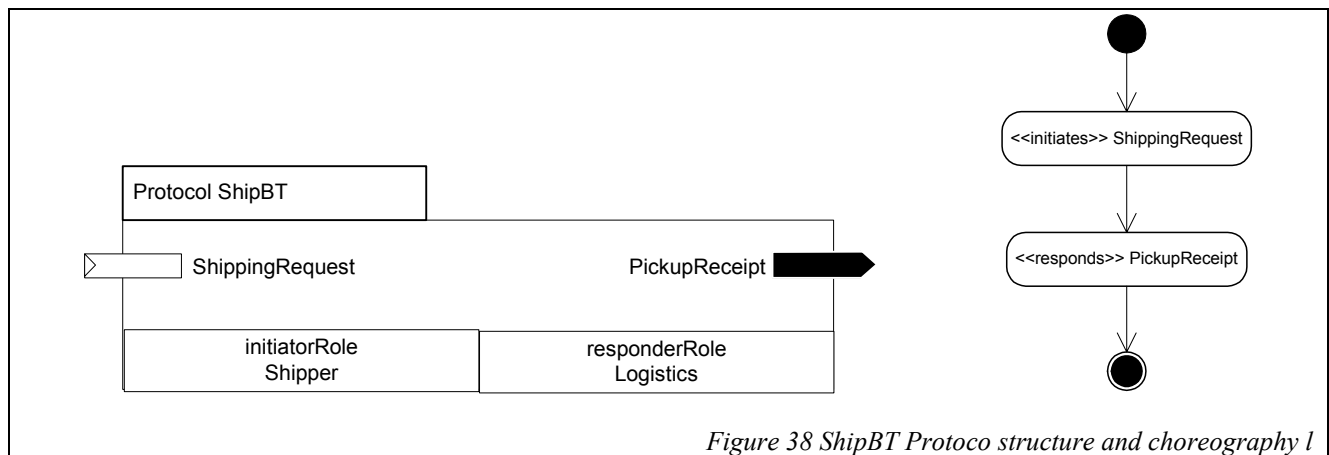 Protocol ShipBT
ShippingRequest
PickupReceipt
initiatorRole
Shipper
responderRole
Logistics
<<initiates>> ShippingRequest
<<responds>> PickupReceipt
Figure 38 ShipBT Protoco structure and choreography l